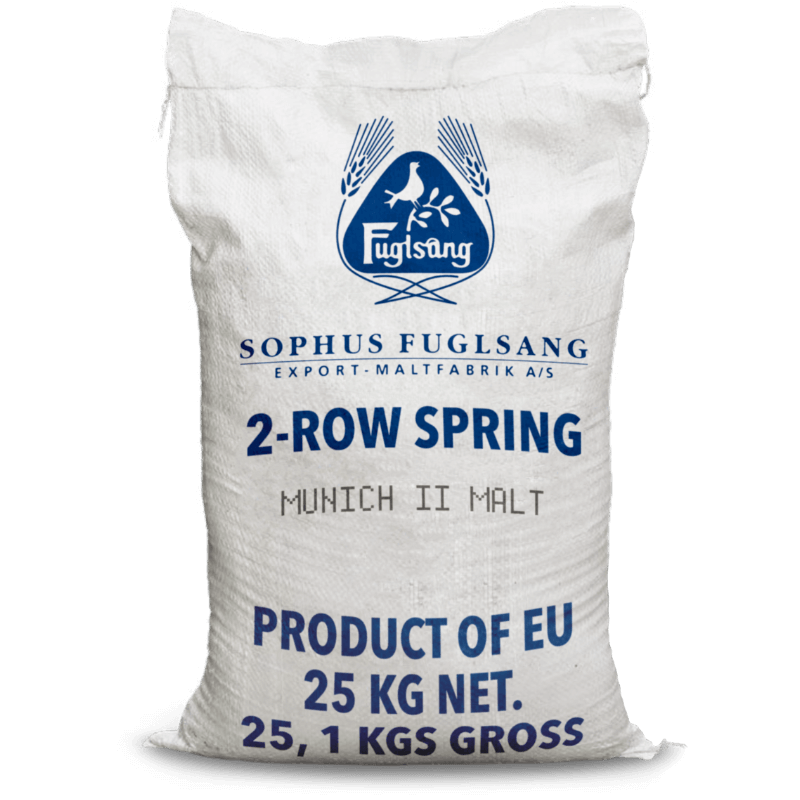 Fuglsang
SOPHUS FUGLSANG
EXPORT-MALTFABRIK A/S
2-ROW SPRING
MUNICH II MALT
PRODUCT OF EU
25 KG NET.
25, 1 KGS GROSS